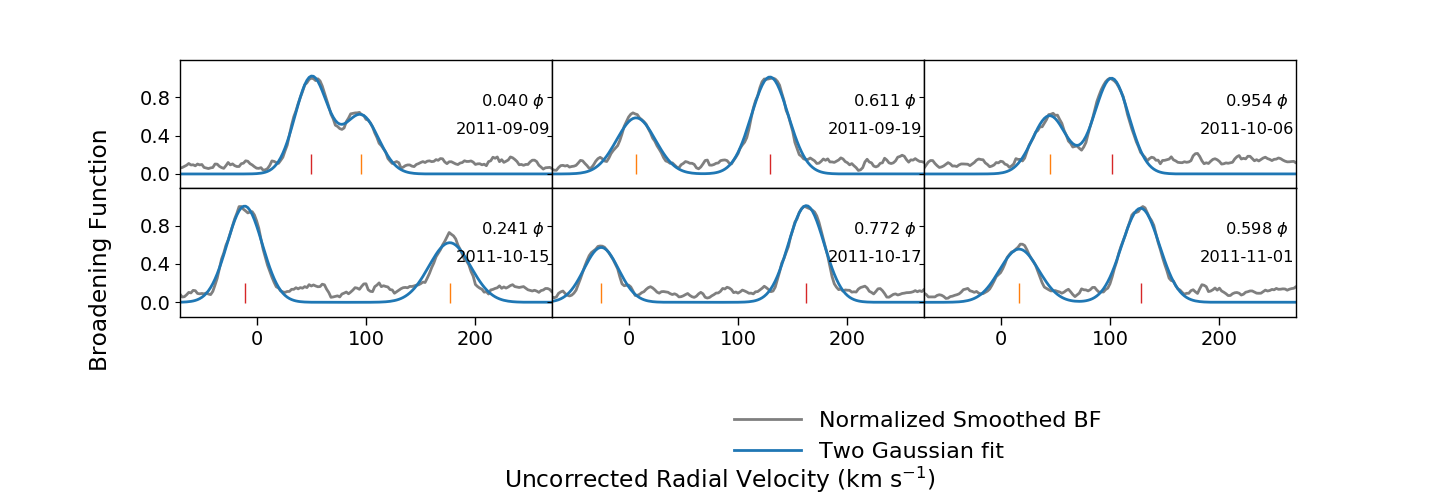 Broadening Function
0.8
0.4
0.0
0.040 ϕ
2011-09-09
0.611 ϕ
2011-09-19
0.954 ϕ
2011-10-06
0.8
0.4
0.0
0.241 ϕ
2011-10-15
0.772 ϕ
2011-10-17
0.598 ϕ
2011-11-01
0 100 200
0 100 200
0 100 200
Normalized Smoothed BF
Two Gaussian fit
Uncorrected Radial Velocity (km s⁻¹)